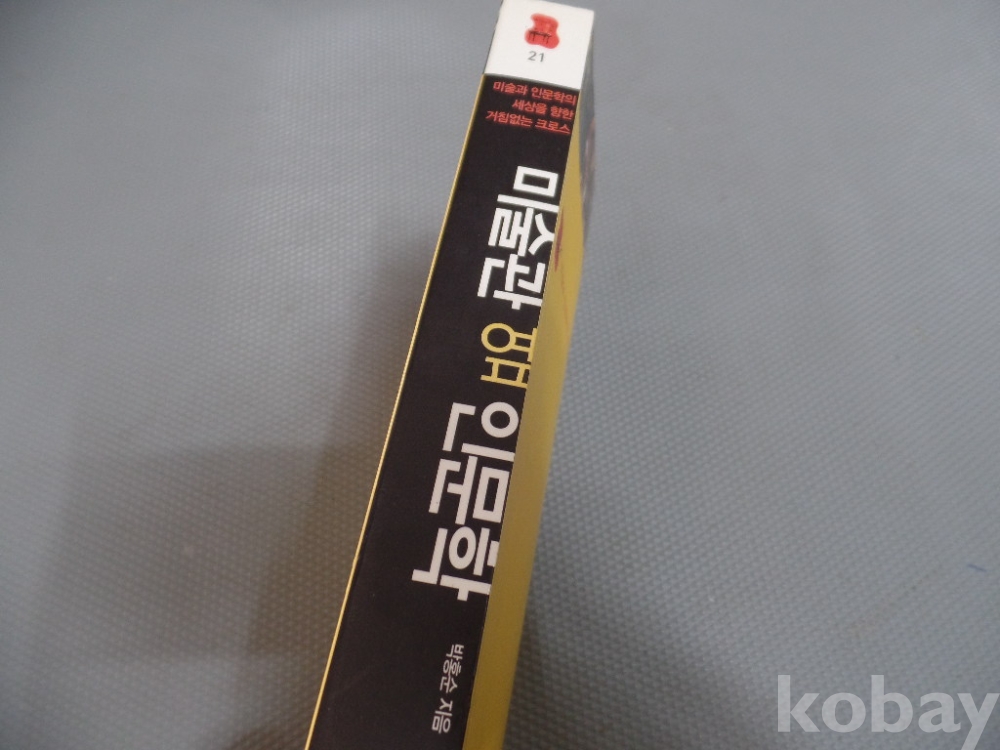 21
미술과 인문학의
세상을 향한
거침없는 크로스
미술관 옆 인문학
박홍순 지음
kobay